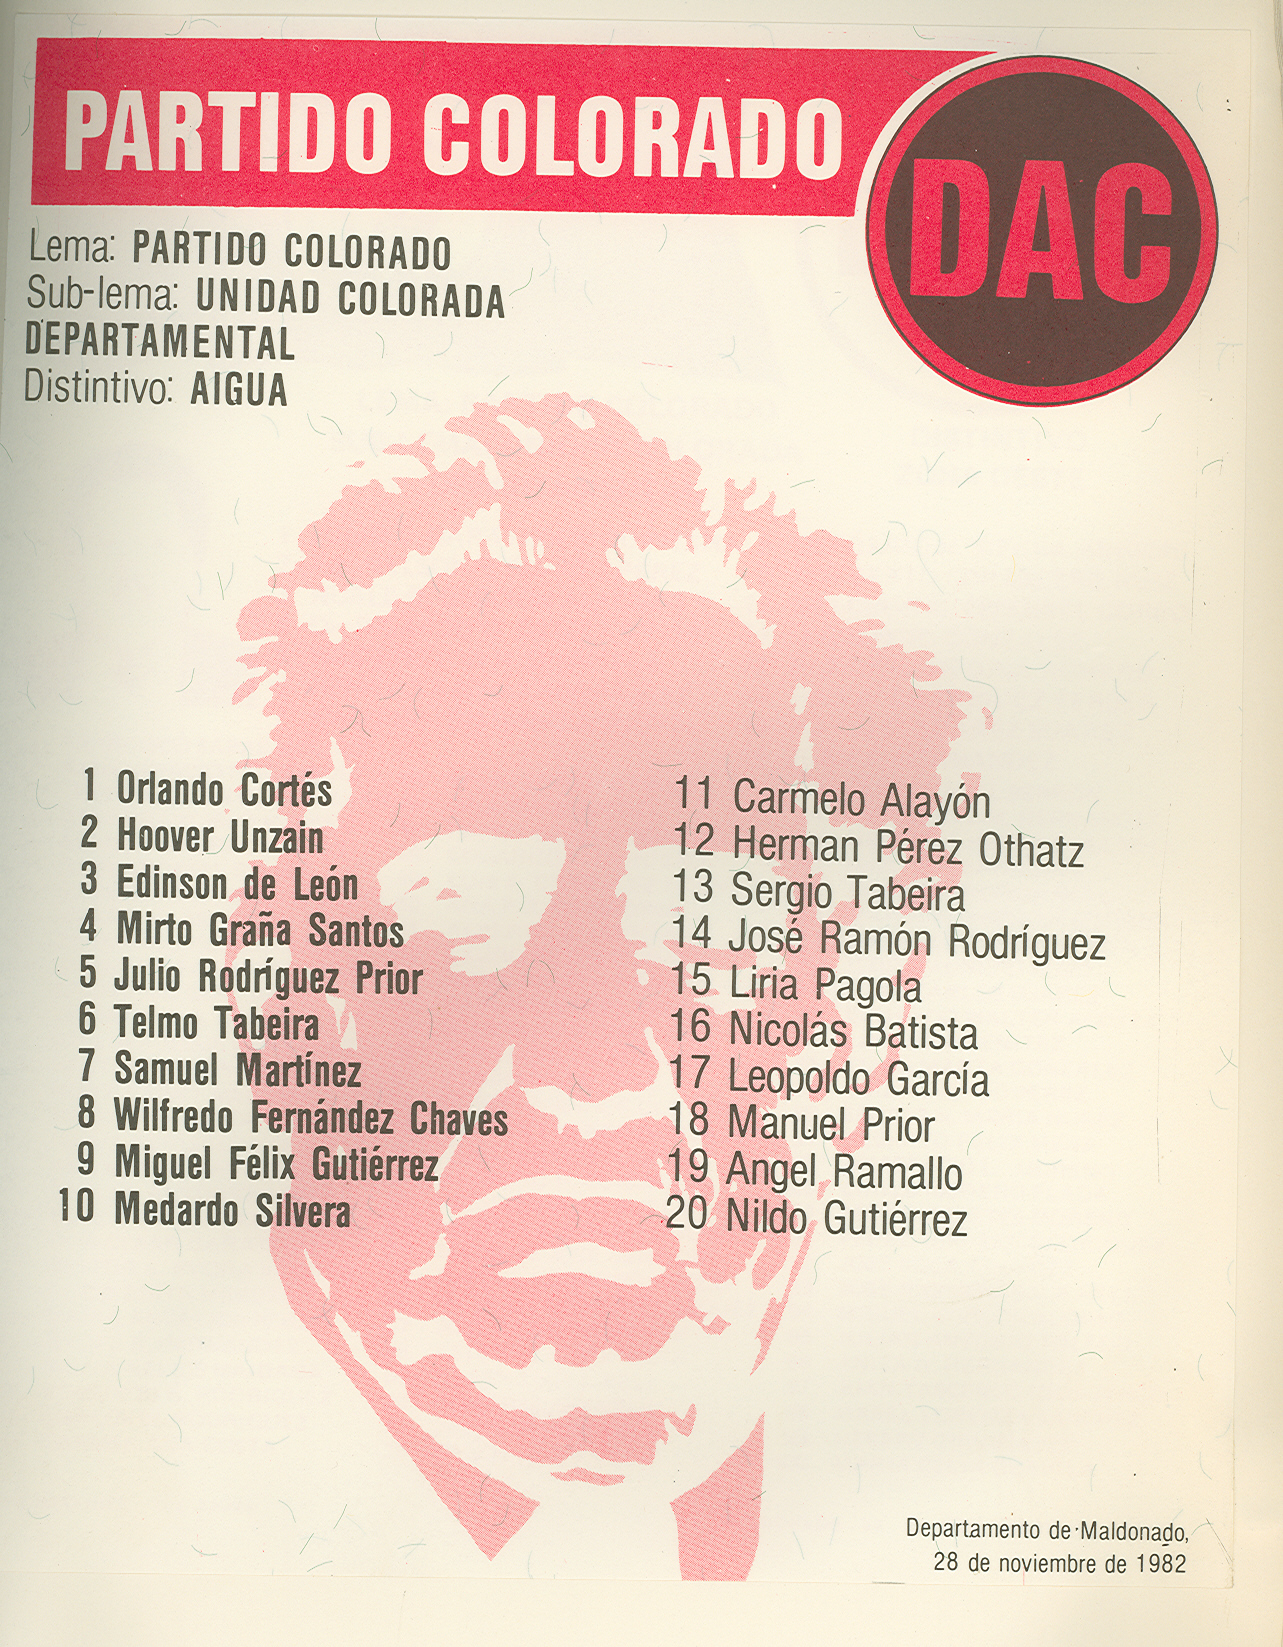 PARTIDO COLORADO
DAC
Lema: PARTIDO COLORADO
Sub-lema: UNIDAD COLORADA
DEPARTAMENTAL
Distintivo: AIGUA
1 Orlando Cortés
2 Hoover Unzain
3 Edinson de León
4 Mirto Graña Santos
5 Julio Rodríguez Prior
6 Telmo Tabeira
7 Samuel Martínez
8 Wilfredo Fernández Chaves
9 Miguel Félix Gutiérrez
10 Medardo Silvera
11 Carmelo Alayón
12 Herman Pérez Othatz
13 Sergio Tabeira
14 José Ramón Rodríguez
15 Liria Pagola
16 Nicolás Batista
17 Leopoldo García
18 Manuel Prior
19 Angel Ramallo
20 Nildo Gutiérrez
Departamento de Maldonado,
28 de noviembre de 1982